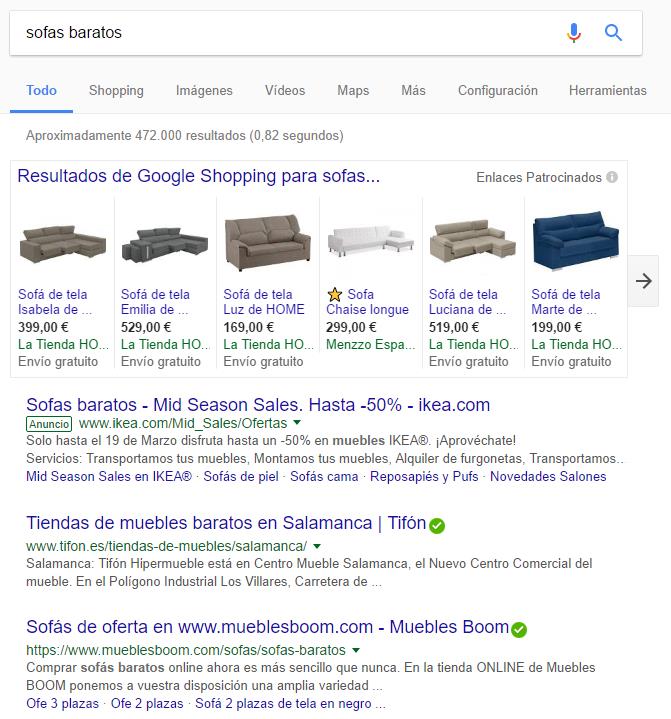 sofas baratos
Todo Shopping Imágenes Vídeos Maps Más Configuración Herramientas
Aproximadamente 472.000 resultados (0,82 segundos)
Resultados de Google Shopping para sofas... Enlaces Patrocinados
Sofá de tela Isabela de ...
399,00 €
La Tienda HO...
Envío gratuito
Sofá de tela Emilia de ...
529,00 €
La Tienda HO...
Envío gratuito
Sofá de tela Luz de HOME
169,00 €
La Tienda HO...
Envío gratuito
Sofa Chaise longue
299,00 €
Menzzo Espa...
Sofá de tela Luciana de ...
519,00 €
La Tienda HO...
Envío gratuito
Sofá de tela Marte de ...
199,00 €
La Tienda HO...
Envío gratuito
Sofas baratos - Mid Season Sales. Hasta -50% - ikea.com
Anuncio www.ikea.com/Mid_Sales/Ofertas
Solo hasta el 19 de Marzo disfruta hasta un -50% en muebles IKEA®. ¡Aprovéchate!
Servicios: Transportamos tus muebles, Montamos tus muebles, Alquiler de furgonetas, Transportamos...
Mid Season Sales en IKEA® · Sofás de piel · Sofás cama · Reposapiés y Pufs · Novedades Salones
Tiendas de muebles baratos en Salamanca | Tifón
www.tifon.es/tiendas-de-muebles/salamanca/
Salamanca: Tifón Hipermueble está en Centro Mueble Salamanca, el Nuevo Centro Comercial del
mueble. En el Polígono Industrial Los Villares, Carretera de ...
Sofás de oferta en www.mueblesboom.com - Muebles Boom
https://www.mueblesboom.com/sofas/sofas-baratos
Comprar sofás baratos online ahora es más sencillo que nunca. En la tienda ONLINE de Muebles
BOOM ponemos a vuestra disposición una amplia variedad ...
Ofe 3 plazas · Ofe 2 plazas · Sofá 2 plazas de tela en negro ...